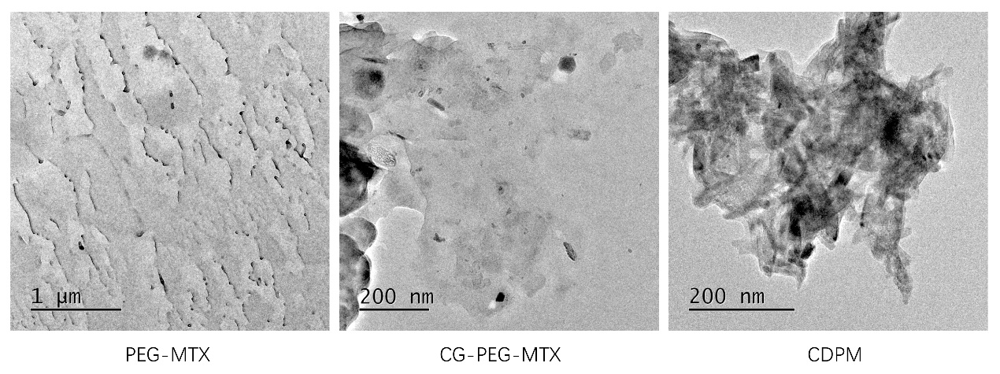 1 μm
200 nm
200 nm
PEG-MTX
CG-PEG-MTX
CDPM